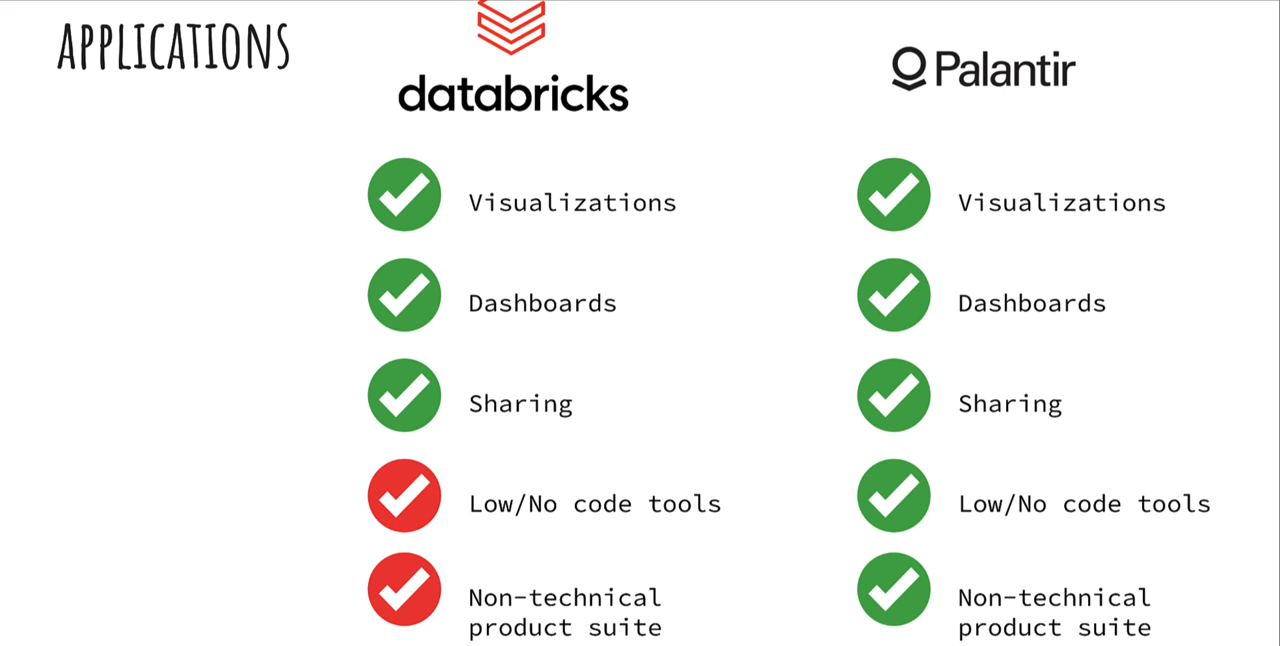 APPLICATIONS
databricks
Palantir
Visualizations
Dashboards
Sharing
Low/No code tools
Non-technical
product suite
Visualizations
Dashboards
Sharing
Low/No code tools
Non-technical
product suite